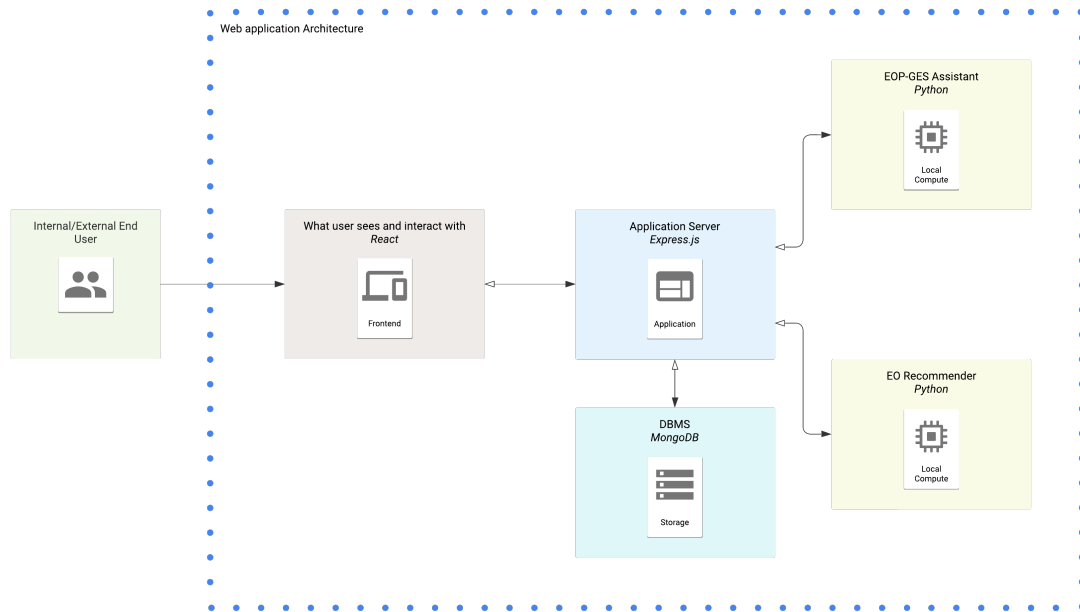 Web application Architecture
EOP-GES Assistant
Python
Local
Compute
Internal/External End
User
What user sees and interact with
React
Frontend
Application Server
Express.js
Application
DBMS
MongoDB
Storage
EO Recommender
Python
Local
Compute